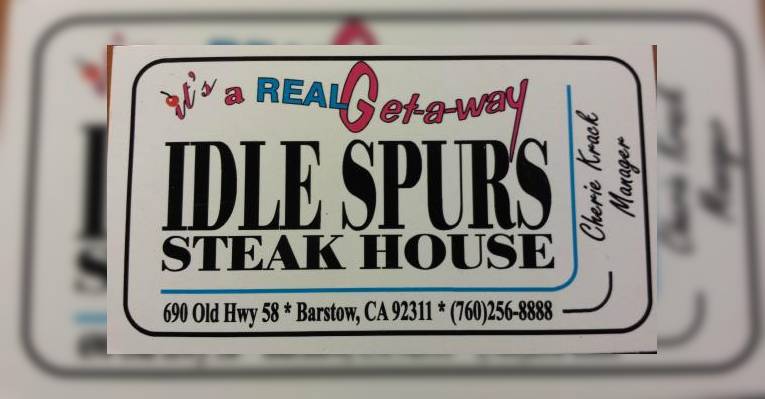 it's a REAL Get-a-way
IDLE SPURS
STEAK HOUSE
690 Old Hwy 58 * Barstow, CA 92311 * (760)256-8888
Cherie Krack
Manager